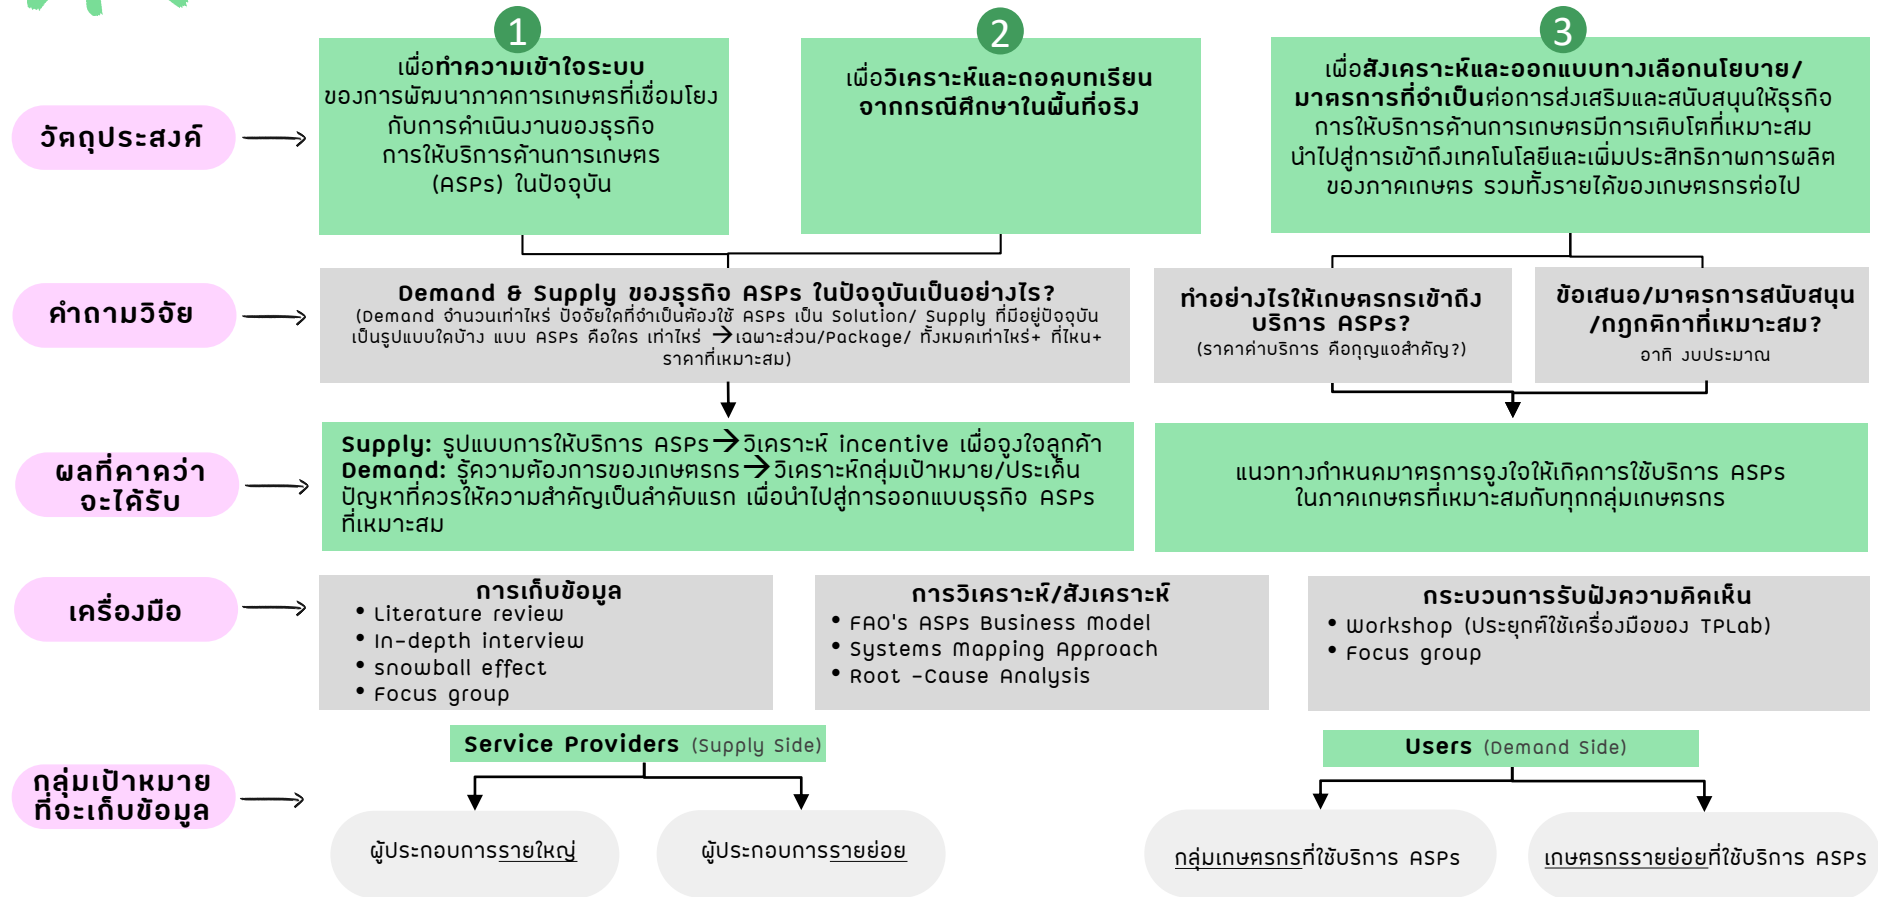 1
2
3
วัตถุประสงค์
เพื่อทำความเข้าใจระบบ
ของการพัฒนาภาคการเกษตรที่เชื่อมโยง
กับการดำเนินงานของธุรกิจ
การให้บริการด้านการเกษตร
(ASPs) ในปัจจุบัน
เพื่อวิเคราะห์และถอดบทเรียน
จากกรณีศึกษาในพื้นที่จริง
เพื่อสังเคราะห์และออกแบบทางเลือกนโยบาย/
มาตรการที่จำเป็นต่อการส่งเสริมและสนับสนุนให้ธุรกิจ
การให้บริการด้านการเกษตรมีการเติบโตที่เหมาะสม
นำไปสู่การเข้าถึงเทคโนโลยีและเพิ่มประสิทธิภาพการผลิต
ของภาคเกษตร รวมทั้งรายได้ของเกษตรกรต่อไป
คำถามวิจัย
Demand & Supply ของธุรกิจ ASPs ในปัจจุบันเป็นอย่างไร?
(Demand จำนวนเท่าไหร่ ปัจจัยใดที่จำเป็นต้องใช้ ASPs เป็น Solution/ Supply ที่มีอยู่ปัจจุบัน
เป็นรูปแบบใดบ้าง แบบ ASPs คือใคร เท่าไหร่ →เฉพาะส่วน/Package/ ทั้งหมดเท่าไหร่+ ที่ไหน+
ราคาที่เหมาะสม)
ทำอย่างไรให้เกษตรกรเข้าถึง
บริการ ASPs?
(ราคาค่าบริการ คือกุญแจสำคัญ?)
ข้อเสนอ/มาตรการสนับสนุน
/กฎกติกาที่เหมาะสม?
อาทิ งบประมาณ
ผลที่คาดว่า
จะได้รับ
Supply: รูปแบบการให้บริการ ASPs→วิเคราะห์ incentive เพื่อจูงใจลูกค้า
Demand: รู้ความต้องการของเกษตรกร→วิเคราะห์กลุ่มเป้าหมาย/ประเด็น
ปัญหาที่ควรให้ความสำคัญเป็นลำดับแรก เพื่อนำไปสู่การออกแบบธุรกิจ ASPs
ที่เหมาะสม
แนวทางกำหนดมาตรการจูงใจให้เกิดการใช้บริการ ASPs
ในภาคเกษตรที่เหมาะสมกับทุกกลุ่มเกษตรกร
เครื่องมือ
การเก็บข้อมูล
• Literature review
• In-depth interview
• snowball effect
• Focus group
การวิเคราะห์/สังเคราะห์
• FAO's ASPs Business Model
• Systems Mapping Approach
• Root -Cause Analysis
กระบวนการรับฟังความคิดเห็น
• Workshop (ประยุกต์ใช้เครื่องมือของ TPLab)
• Focus group
กลุ่มเป้าหมาย
ที่จะเก็บข้อมูล
Service Providers (Supply Side)
ผู้ประกอบการรายใหญ่
ผู้ประกอบการรายย่อย
Users (Demand Side)
กลุ่มเกษตรกรที่ใช้บริการ ASPs
เกษตรกรรายย่อยที่ใช้บริการ ASPs